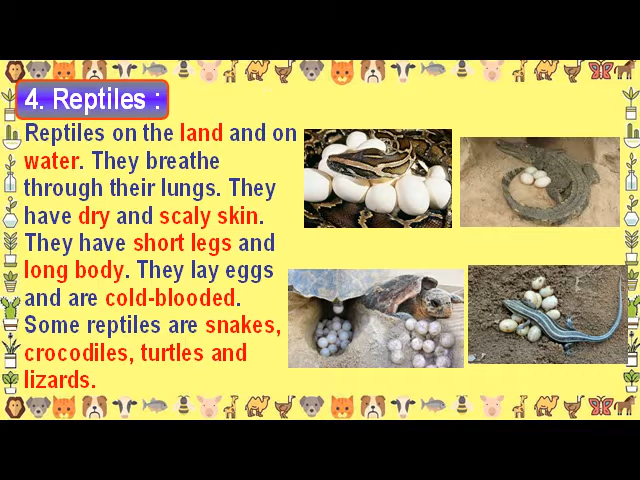 4. Reptiles :
Reptiles on the land and on
water. They breathe
through their lungs. They
have dry and scaly skin.
They have short legs and
long body. They lay eggs
and are cold-blooded.
Some reptiles are snakes,
crocodiles, turtles and
lizards.